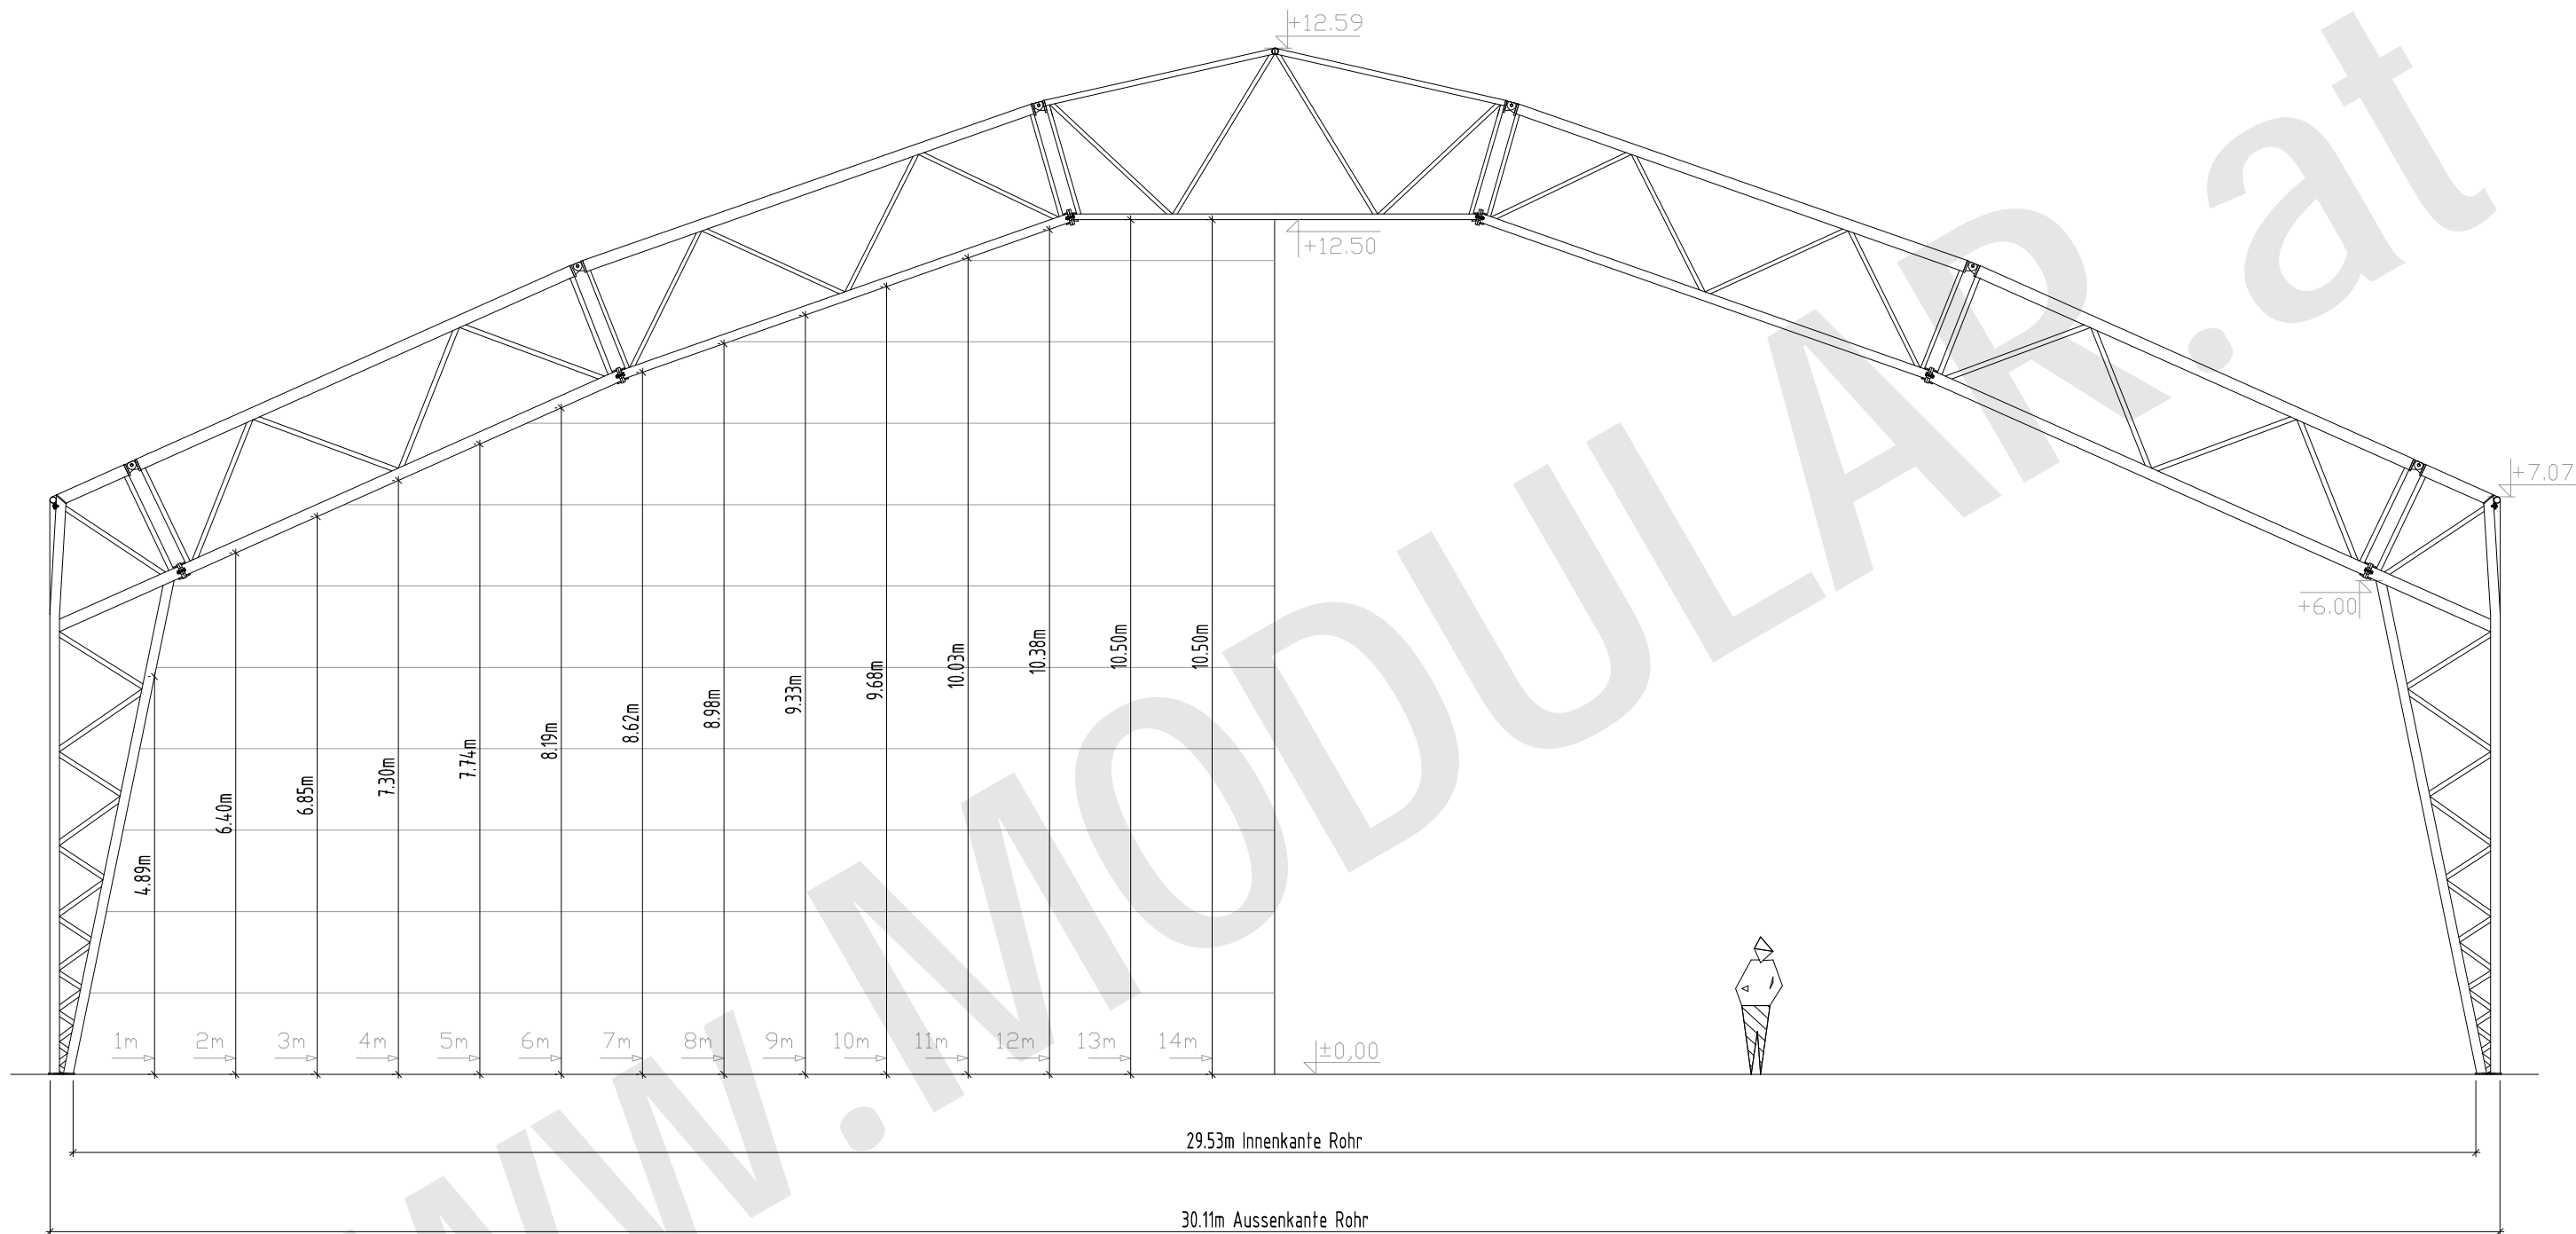 +12.59
+12.50
+7.07
+6.00
4.89m
6.40m
6.85m
7.30m
7.74m
8.19m
8.62m
8.98m
9.33m
9.68m
10.03m
10.38m
10.50m
10.50m
1m 2m 3m 4m 5m 6m 7m 8m 9m 10m 11m 12m 13m 14m
±0,00
29.53m Innenkante Rohr
30.11m Aussenkante Rohr
ww.MODULAR.at